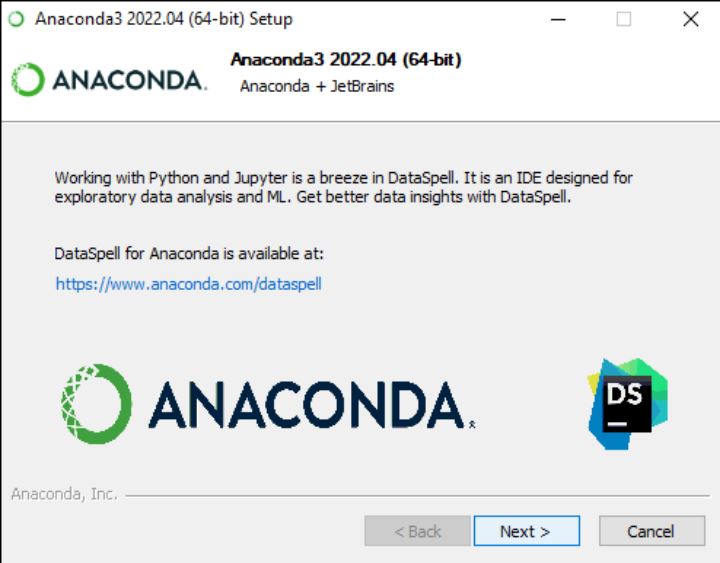 Anaconda3 2022.04 (64-bit) Setup
ANACONDA.
Anaconda3 2022.04 (64-bit)
Anaconda + JetBrains
Working with Python and Jupyter is a breeze in DataSpell. It is an IDE designed for
exploratory data analysis and ML. Get better data insights with DataSpell.
DataSpell for Anaconda is available at:
https://www.anaconda.com/dataspell
ANACONDA®
DS
Anaconda, Inc.
< Back
Next >
Cancel